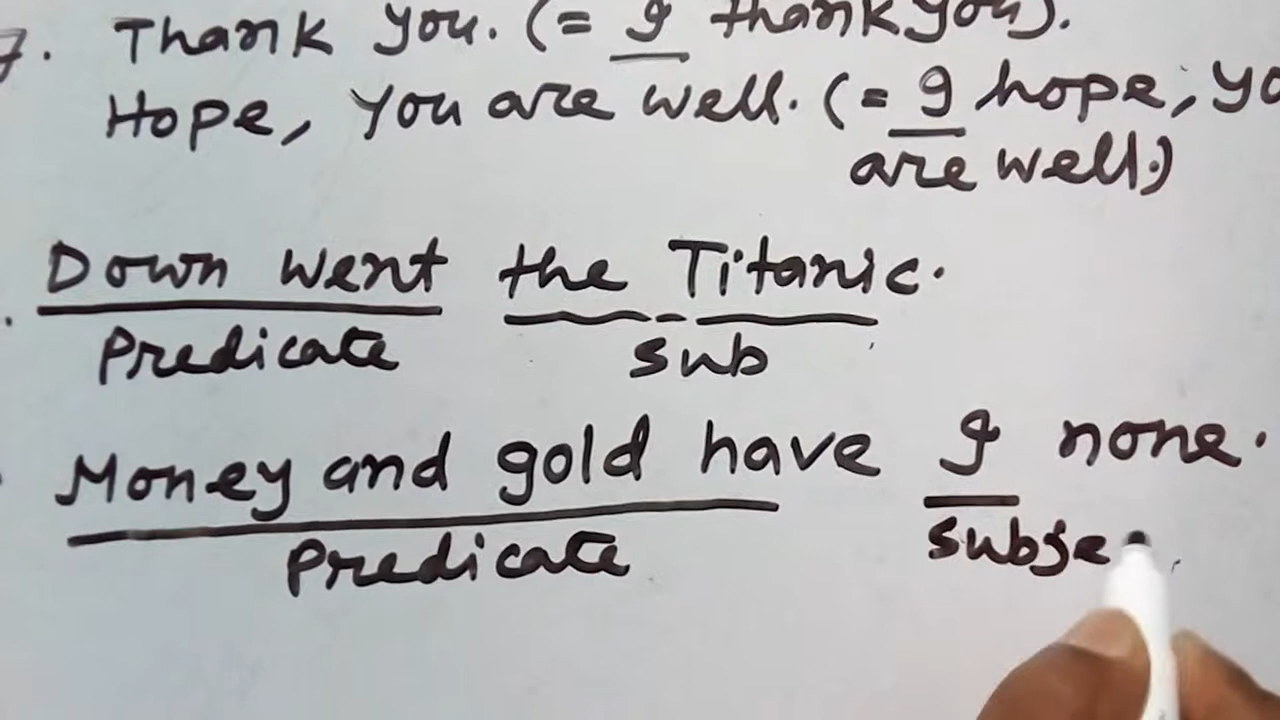 7. Thank you. (= I thank you).
Hope, you are well. (= I hope, yo
are well.)
Down went the Titanic.
Predicate sub
Money and gold have I none.
Predicate subje